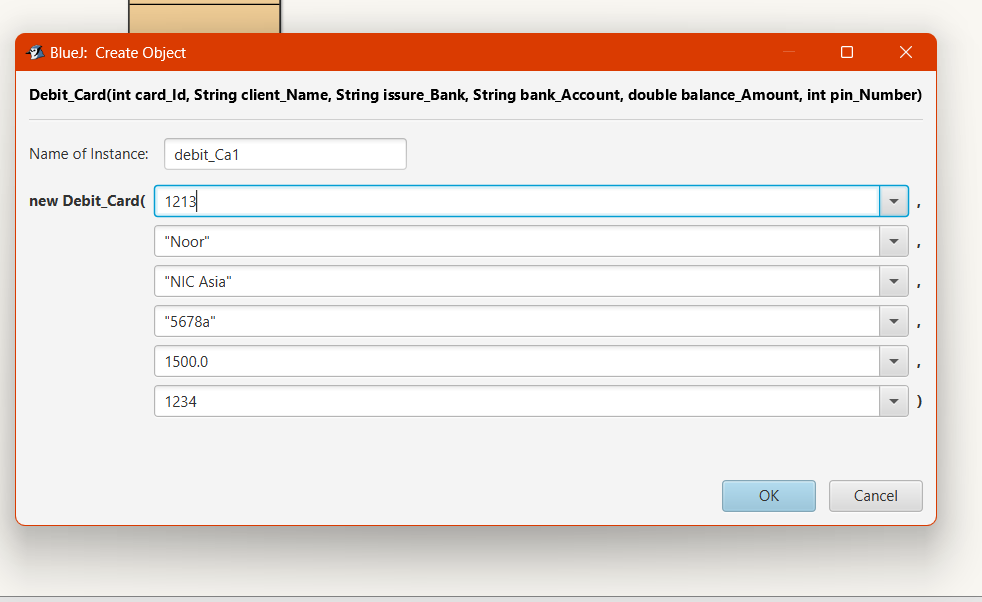 BlueJ: Create Object
Debit_Card(int card_Id, String client_Name, String issure_Bank, String bank_Account, double balance_Amount, int pin_Number)
Name of Instance: debit_Ca1
new Debit_Card( 1213 ,
"Noor" ,
"NIC Asia" ,
"5678a" ,
1500.0 ,
1234 )
OK Cancel